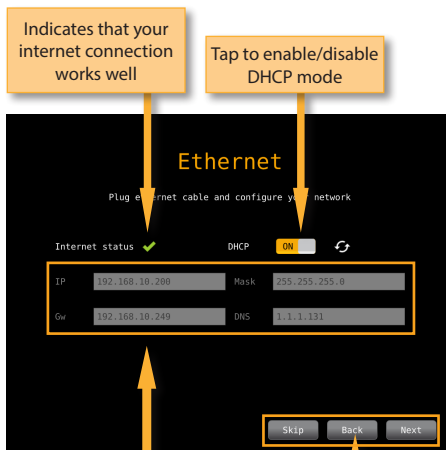 Indicates that your
internet connection
works well
Tap to enable/disable
DHCP mode
Ethernet
Plug ethernet cable and configure your network
Internet status DHCP ON
IP 192.168.10.200 Mask 255.255.255.0
Gw 192.168.10.249 DNS 1.1.1.131
Skip Back Next